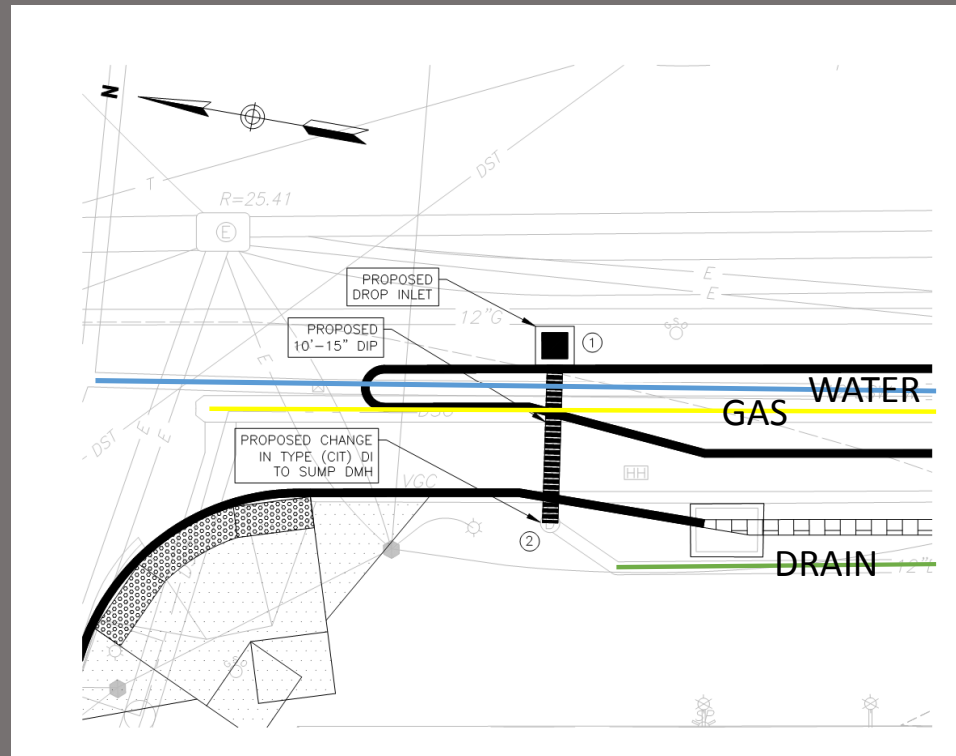 N
T
DST
R=25.41
E
E
E
PROPOSED
DROP INLET
12"G
SSO
1
PROPOSED
10'-15" DIP
E
E
WATER
GAS
DST
E
E
PROPOSED CHANGE
IN TYPE (CIT) DI
TO SUMP DMH
VGC
HH
2
DRAIN